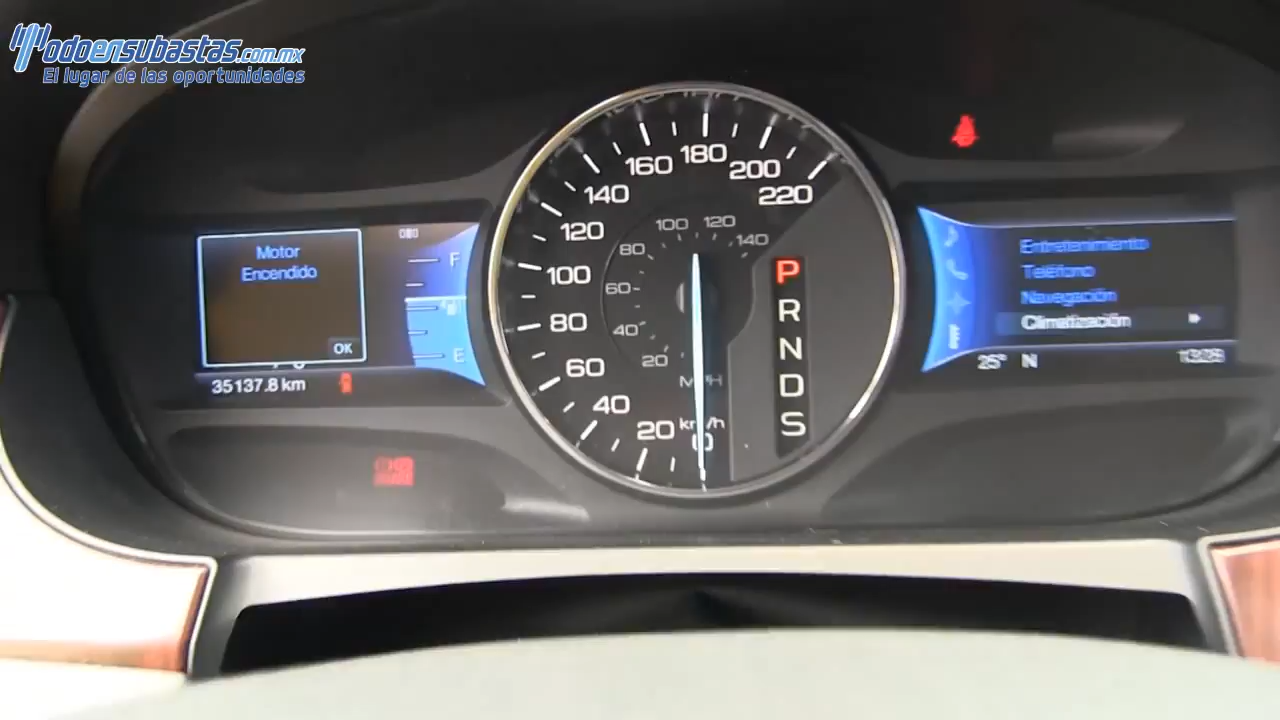 Todoensubastas.com.mx
El lugar de las oportunidades
Motor
Encendido
OK
F
E
35137.8 km
220
200
180
160
140
120
100
80
60
40
20
0
km/h
MPH
20
40
60
80
100
120
140
P
R
N
D
S
Entretenimiento
Teléfono
Navegación
Climatización
25° N